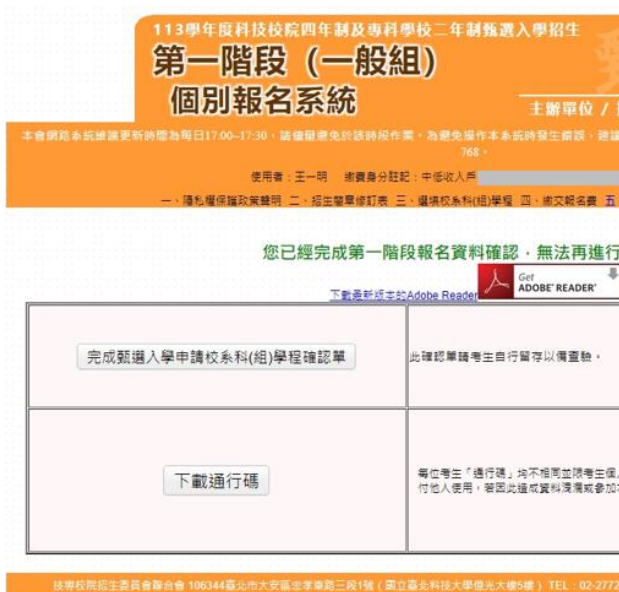 113學年度科技校院四年制及專科學校二年制甄選入學招生
第一階段（一般組）
個別報名系統
主辦單位 /
本會網路系統維護更新時間為每日17:00~17:30，請儘量避免於該時段作業。為避免操作本系統時發生錯誤，建議
768。
使用者：王一明 繳費身分註記：中低收入戶
一、隱私權保護政策聲明 二、招生簡章修訂表 三、選填校系科(組)學程 四、繳交報名費 五
您已經完成第一階段報名資料確認，無法再進行
下載最新版本的Adobe Reader
Get
ADOBE® READER®
完成甄選入學申請校系科(組)學程確認單
此確認單請考生自行留存以備查驗。
下載通行碼
每位考生「通行碼」均不相同並限考生個
付他人使用，若因此造成資料洩漏或參加
技專校院招生委員會聯合會 106344臺北市大安區忠孝東路三段1號（國立臺北科技大學億光大樓5樓） TEL：02-2772